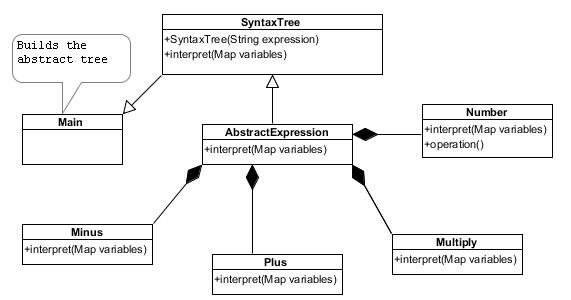 SyntaxTree
+SyntaxTree(String expression)
+interpret(Map variables)
Builds the
abstract tree
Main
AbstractExpression
+interpret(Map variables)
Number
+interpret(Map variables)
+operation()
Minus
+interpret(Map variables)
Plus
+interpret(Map variables)
Multiply
+interpret(Map variables)